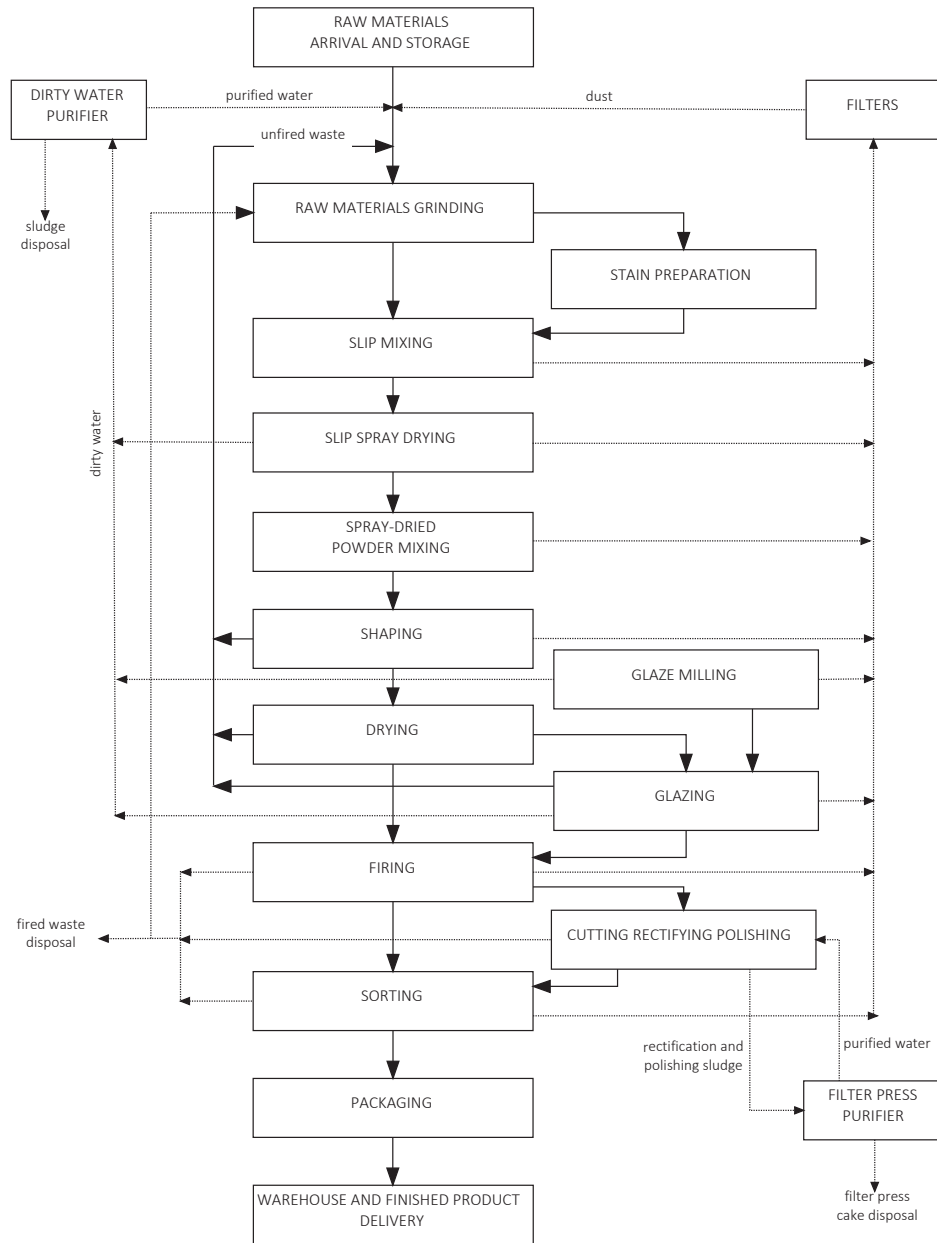 RAW MATERIALS
ARRIVAL AND STORAGE
DIRTY WATER
PURIFIER
purified water
dust
FILTERS
unfired waste
RAW MATERIALS GRINDING
sludge
disposal
STAIN PREPARATION
SLIP MIXING
dirty water
SLIP SPRAY DRYING
SPRAY-DRIED
POWDER MIXING
SHAPING
GLAZE MILLING
DRYING
GLAZING
FIRING
fired waste
disposal
CUTTING RECTIFYING POLISHING
SORTING
rectification and
polishing sludge
purified water
PACKAGING
FILTER PRESS
PURIFIER
WAREHOUSE AND FINISHED PRODUCT
DELIVERY
filter press
cake disposal